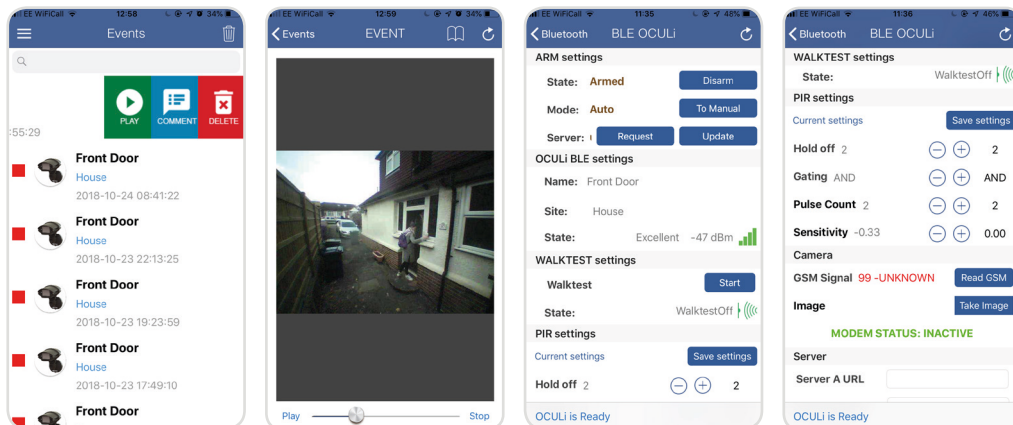 EE WiFiCall 12:58 34%
Events
PLAY COMMENT DELETE
:55:29
Front Door
House
2018-10-24 08:41:22
Front Door
House
2018-10-23 22:13:25
Front Door
House
2018-10-23 19:23:59
Front Door
House
2018-10-23 17:49:10
Front Door
EE WiFiCall 12:59 34%
Events EVENT
Play Stop
EE WiFiCall 11:35 48%
Bluetooth BLE OCULi
ARM settings
State: Armed Disarm
Mode: Auto To Manual
Server: Request Update
OCULi BLE settings
Name: Front Door
Site: House
State: Excellent -47 dBm
WALKTEST settings
Walktest Start
State: WalktestOff
PIR settings
Current settings Save settings
Hold off 2 2
OCULi is Ready
EE WiFiCall 11:36 46%
Bluetooth BLE OCULi
WALKTEST settings
State: WalktestOff
PIR settings
Current settings Save settings
Hold off 2 2
Gating AND AND
Pulse Count 2 2
Sensitivity -0.33 0.00
Camera
GSM Signal 99 -UNKNOWN Read GSM
Image Take Image
MODEM STATUS: INACTIVE
Server
Server A URL
OCULi is Ready